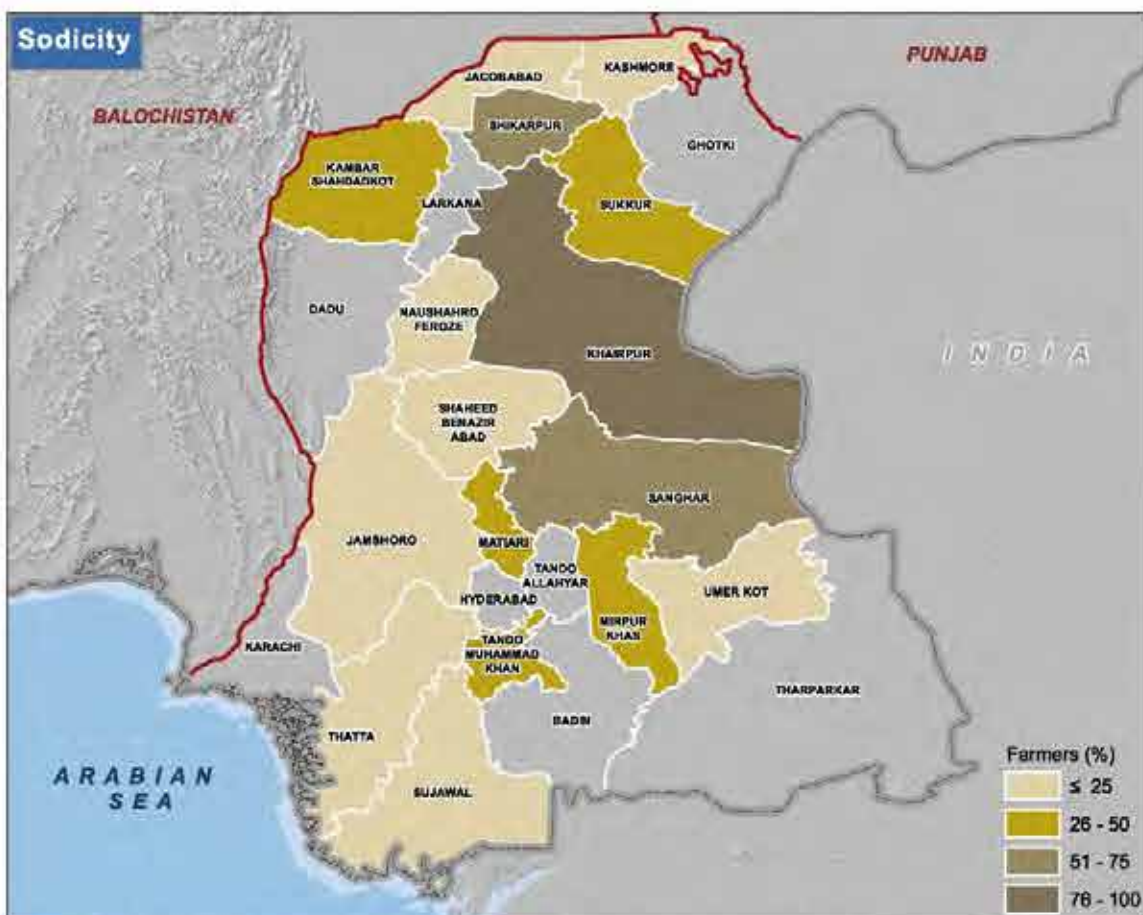 Sodicity
PUNJAB
KASHMORE
JACOBABAD
BALOCHISTAN
SHIKARPUR
GHOTKI
KAMBAR
SHAHDADKOT
LARKANA
SUKKUR
DADU
NAUSHAHRO
FEROZE
KHAIRPUR
INDIA
SHAHEED
BENAZIR
ABAD
SANGHAR
JAMSHORO
MATIARI
TANDO
ALLAHYAR
UMER KOT
HYDERABAD
MIRPUR
KHAS
KARACHI
TANDO
MUHAMMAD
KHAN
THARPARKAR
BADIN
THATTA
SUJAWAL
ARABIAN
SEA
Farmers (%)
≤ 25
26 - 50
51 - 75
76 - 100